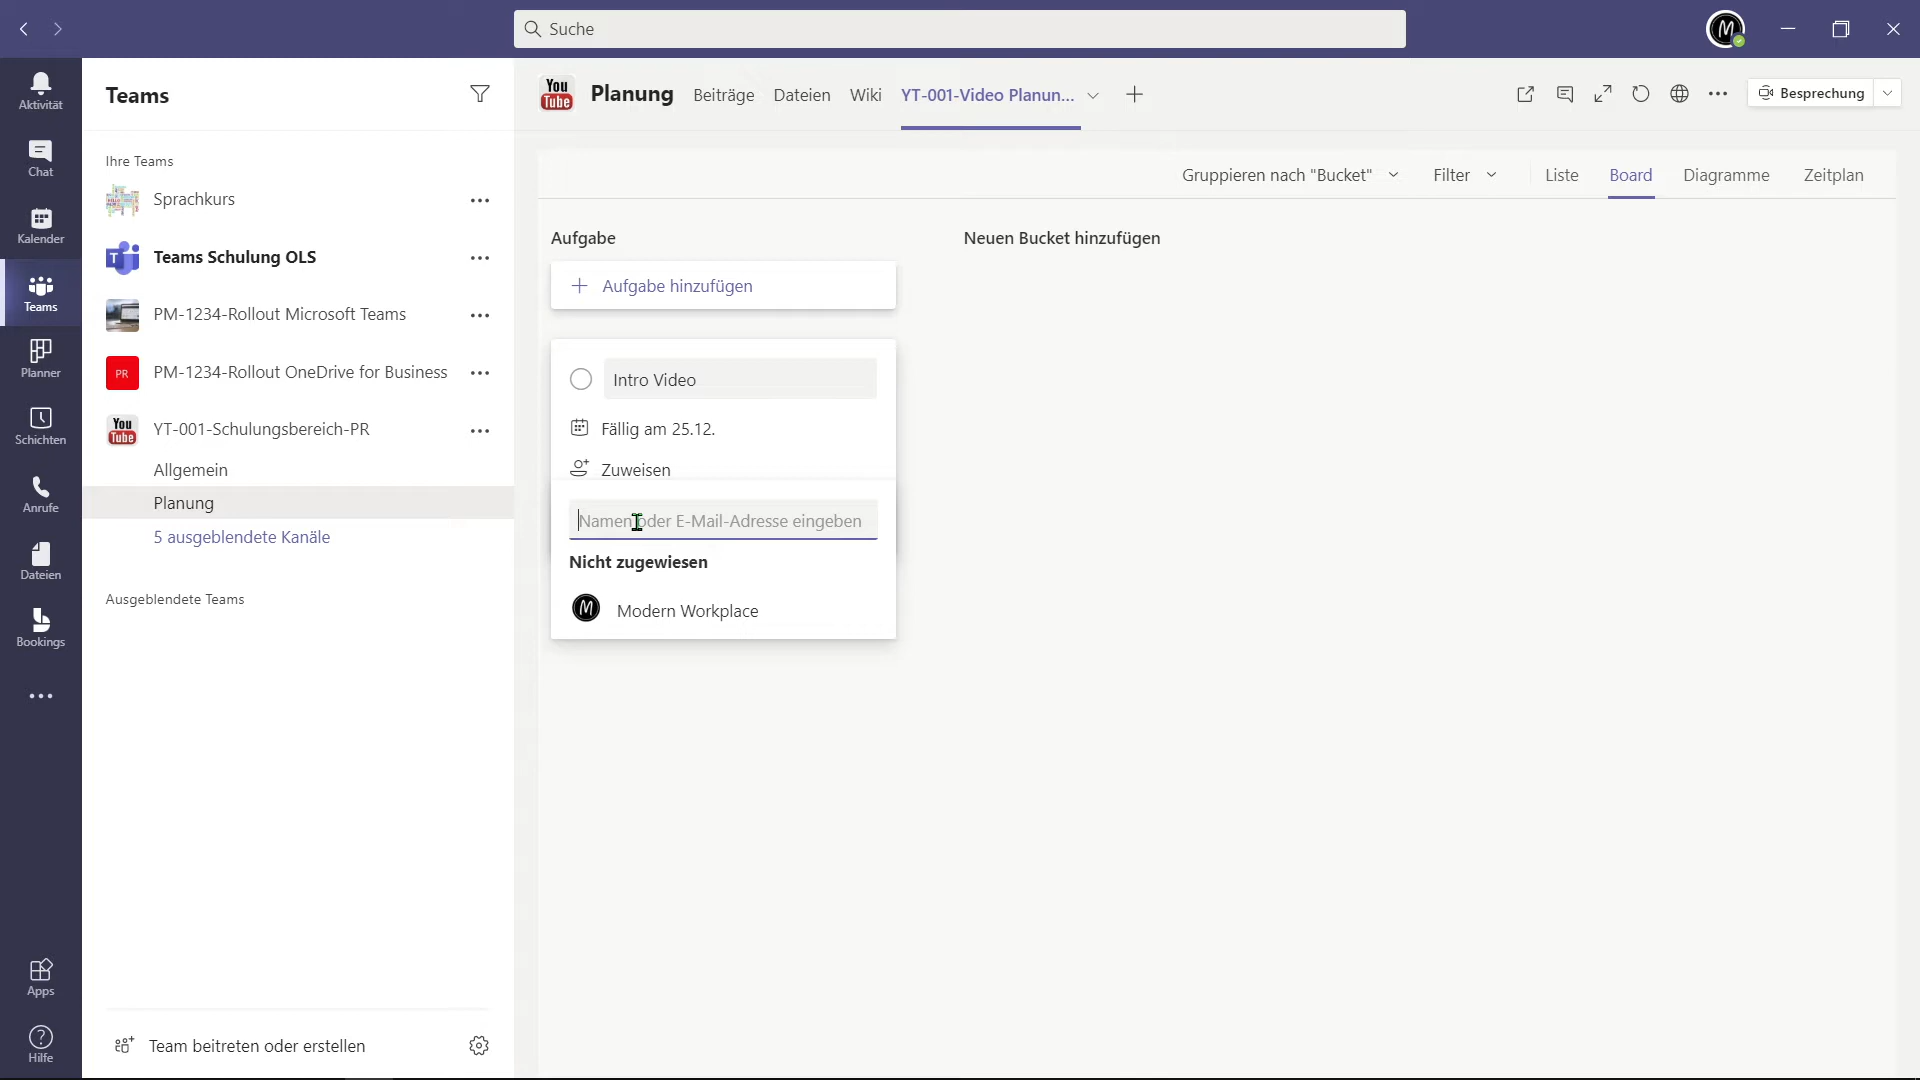 Suche
Aktivität
Chat
Kalender
Teams
Planner
Schichten
Anrufe
Dateien
Bookings
Apps
Hilfe
Teams
Ihre Teams
Sprachkurs
Teams Schulung OLS
PM-1234-Rollout Microsoft Teams
PR
PM-1234-Rollout OneDrive for Business
You
Tube
YT-001-Schulungsbereich-PR
Allgemein
Planung
5 ausgeblendete Kanäle
Ausgeblendete Teams
Team beitreten oder erstellen
You
Tube
Planung Beiträge Dateien Wiki YT-001-Video Planun...
Besprechung
Gruppieren nach "Bucket" Filter Liste Board Diagramme Zeitplan
Aufgabe
Neuen Bucket hinzufügen
Aufgabe hinzufügen
Intro Video
Fällig am 25.12.
Zuweisen
Namen oder E-Mail-Adresse eingeben
Nicht zugewiesen
Modern Workplace